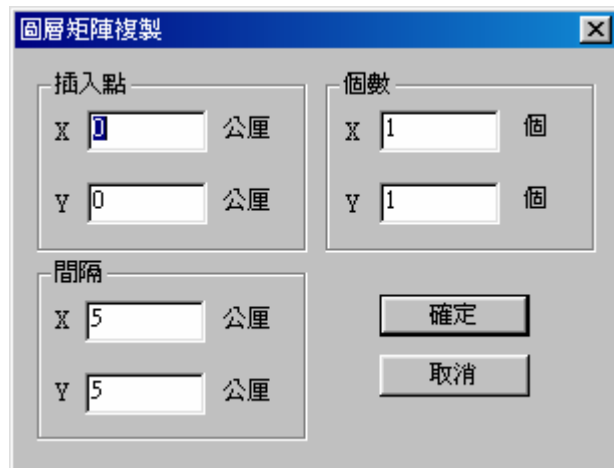 圖層矩陣複製
插入點
X 0 公厘
Y 0 公厘
個數
X 1 個
Y 1 個
間隔
X 5 公厘
Y 5 公厘
確定
取消